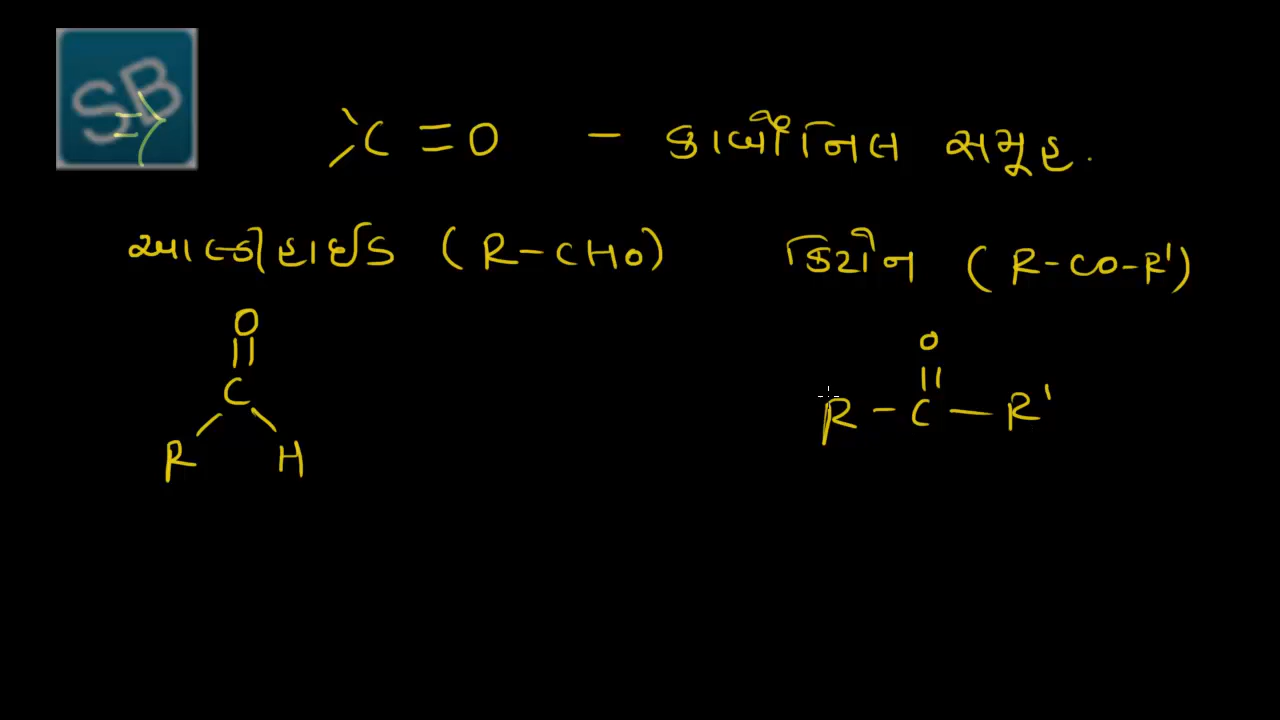 SB
⇒ >C=O – કાર્બોનિલ સમૂહ.
આલ્ડીહાઈડ (R-CHO) કિટોન (R-CO-R')
O
||
C
R H
O
||
R-C-R'